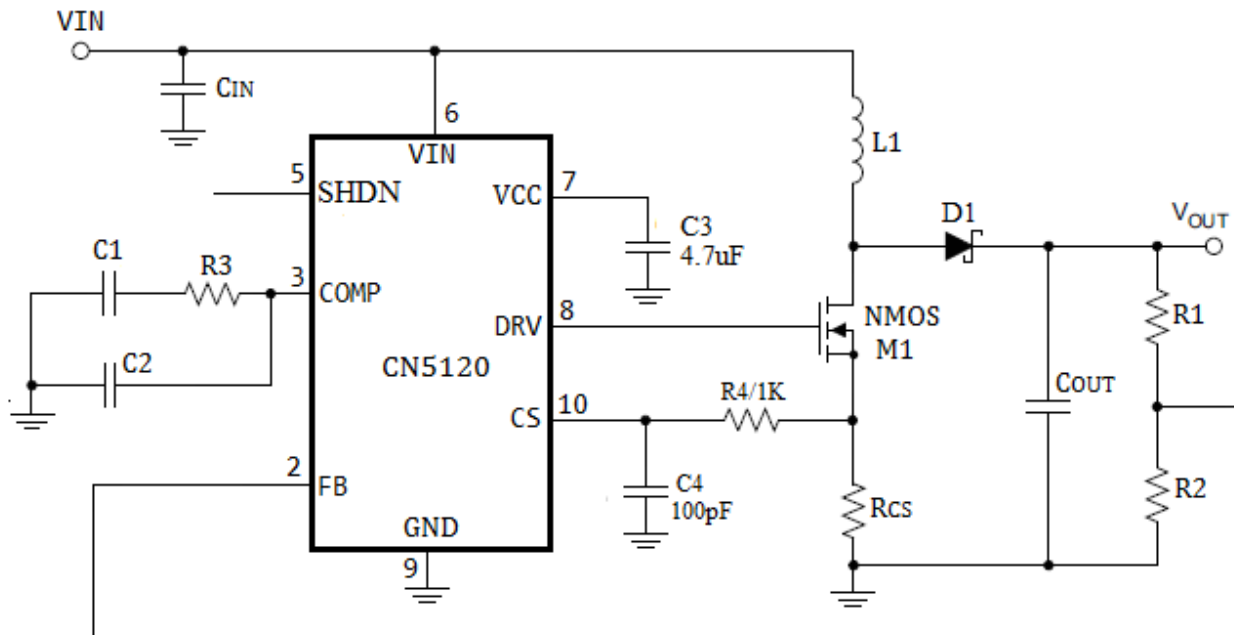 VIN
CIN
6
VIN
5
SHDN
VCC
7
L1
C3
4.7uF
D1
VOUT
C1
R3
3
COMP
DRV
8
NMOS
M1
R1
C2
CN5120
R4/1K
COUT
CS
10
2
FB
C4
100pF
RCS
R2
GND
9